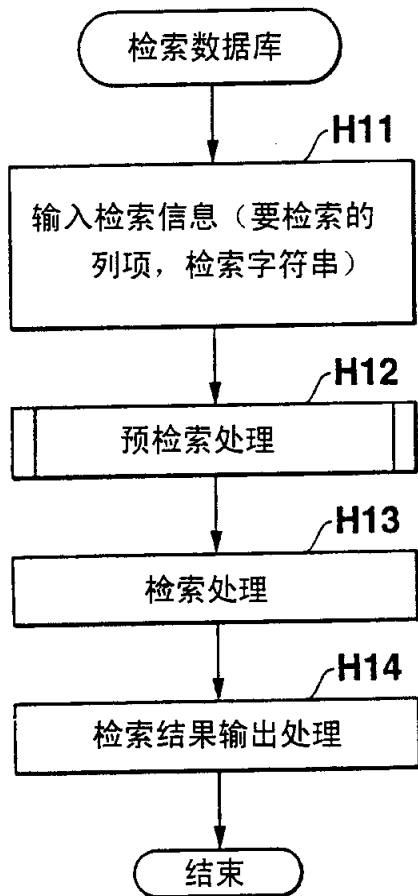 检索数据库
H11
输入检索信息（要检索的
列项，检索字符串）
H12
预检索处理
H13
检索处理
H14
检索结果输出处理
结束